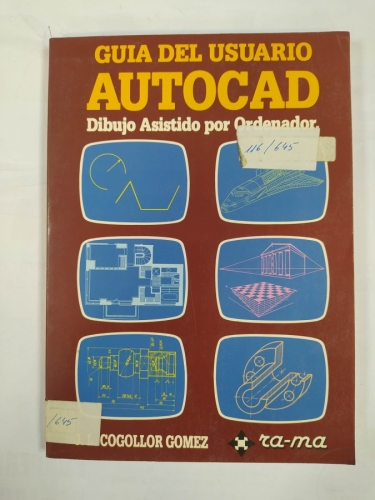 GUIA DEL USUARIO
AUTOCAD
Dibujo Asistido por Ordenador.
116/645
/645
COGOLLOR GOMEZ
ra-ma